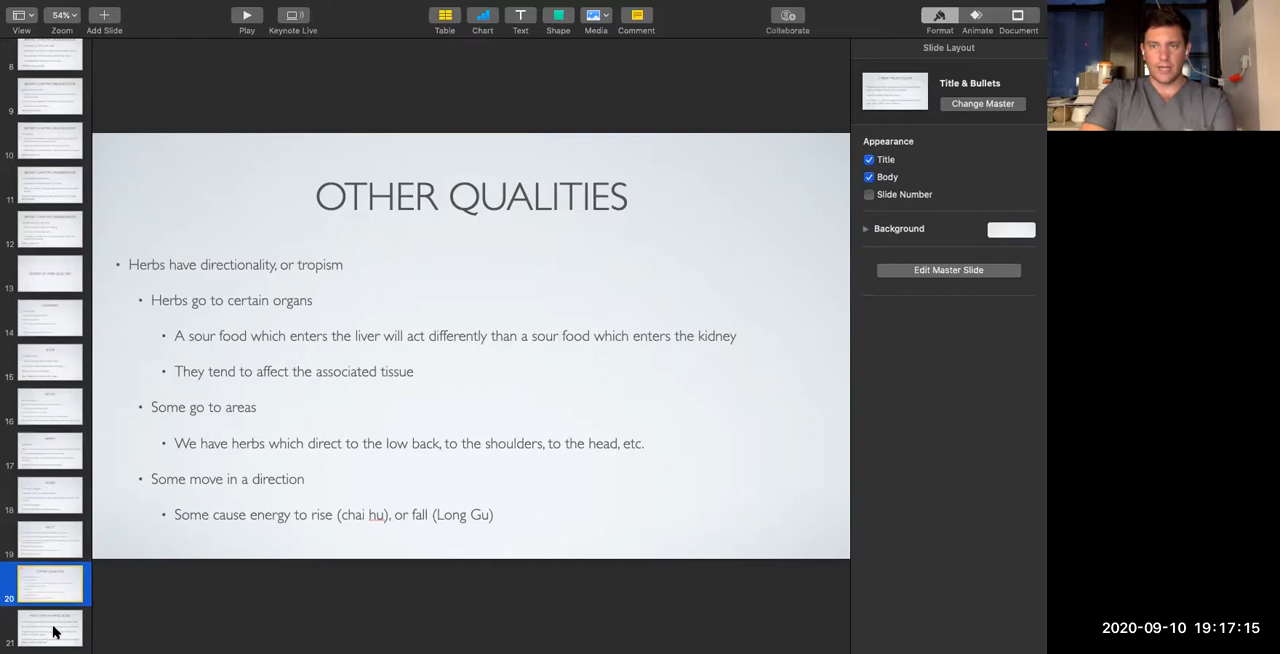 View
54%
Zoom
Add Slide
Play
Keynote Live
Table
Chart
Text
Shape
Media
Comment
Collaborate
Format
Animate
Document
Slide Layout
Title & Bullets
Change Master
Appearance
Title
Body
Slide Number
Background
Edit Master Slide
8
9
10
11
12
13
14
15
16
17
18
19
20
21
OTHER QUALITIES
• Herbs have directionality, or tropism
• Herbs go to certain organs
• A sour food which enters the liver will act differently than a sour food which enters the kidney
• They tend to affect the associated tissue
• Some go to areas
• We have herbs which direct to the low back, to the shoulders, to the head, etc.
• Some move in a direction
• Some cause energy to rise (chai hu), or fall (Long Gu)
2020-09-10 19:17:15